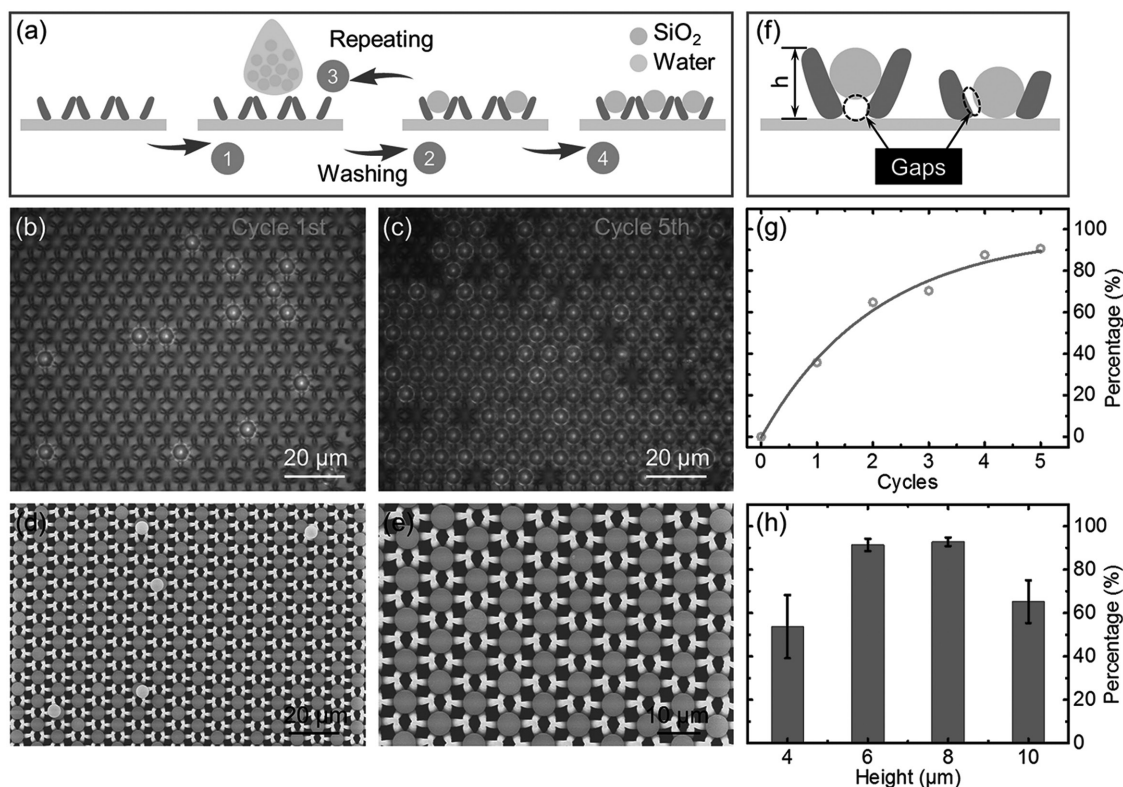 (a)
Repeating
SiO2
Water
3
1
Washing
2
4
(f)
h
Gaps
(b)
Cycle 1st
20 µm
(c)
Cycle 5th
20 µm
(g)
100
80
60
40
20
0
Percentage (%)
0 1 2 3 4 5
Cycles
(d)
20 µm
(e)
10 µm
(h)
100
80
60
40
20
0
Percentage (%)
4 6 8 10
Height (µm)